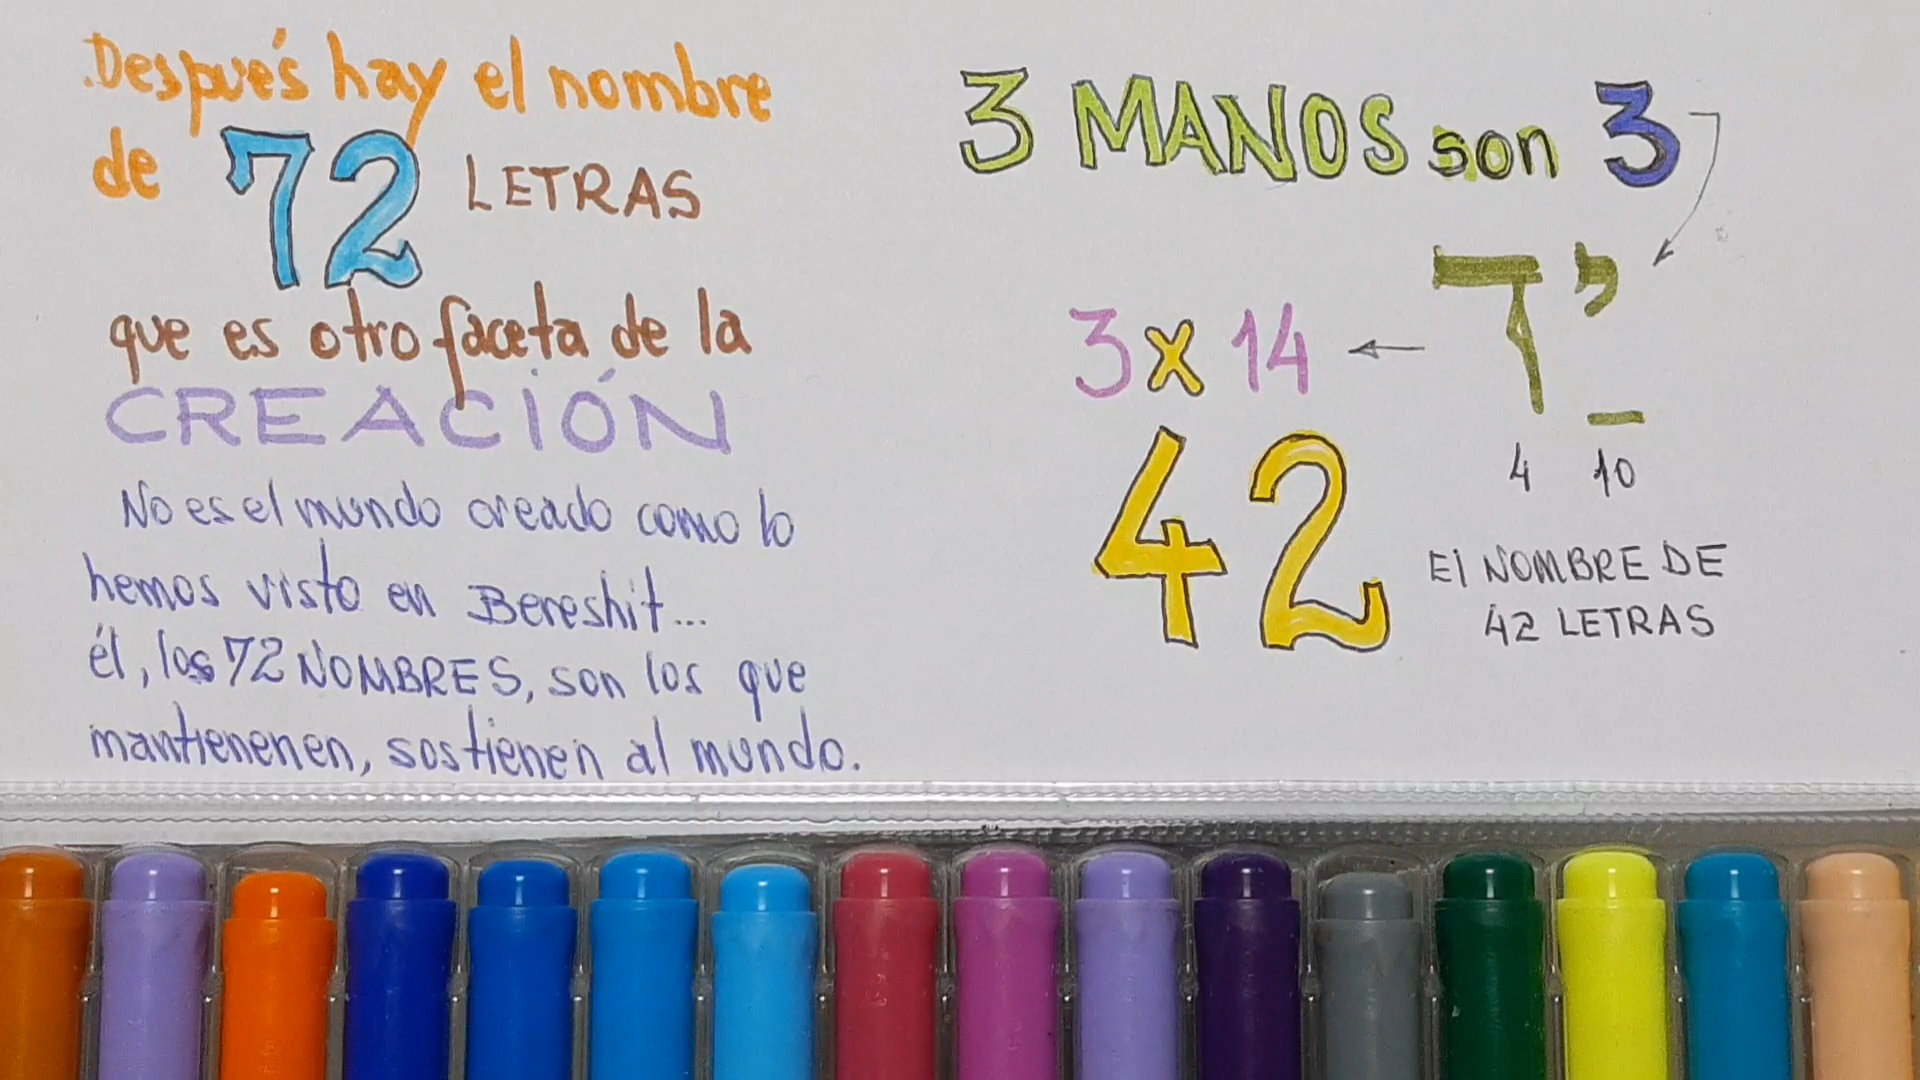 Después hay el nombre
de 72 LETRAS
que es otro faceta de la
CREACIÓN
No es el mundo creado como lo
hemos visto en Bereshit...
él, los 72 NOMBRES, son los que
mantienenen, sostienen al mundo.
3 MANOS son 3
יד
3 x 14 ←
4 10
42
El NOMBRE DE
42 LETRAS